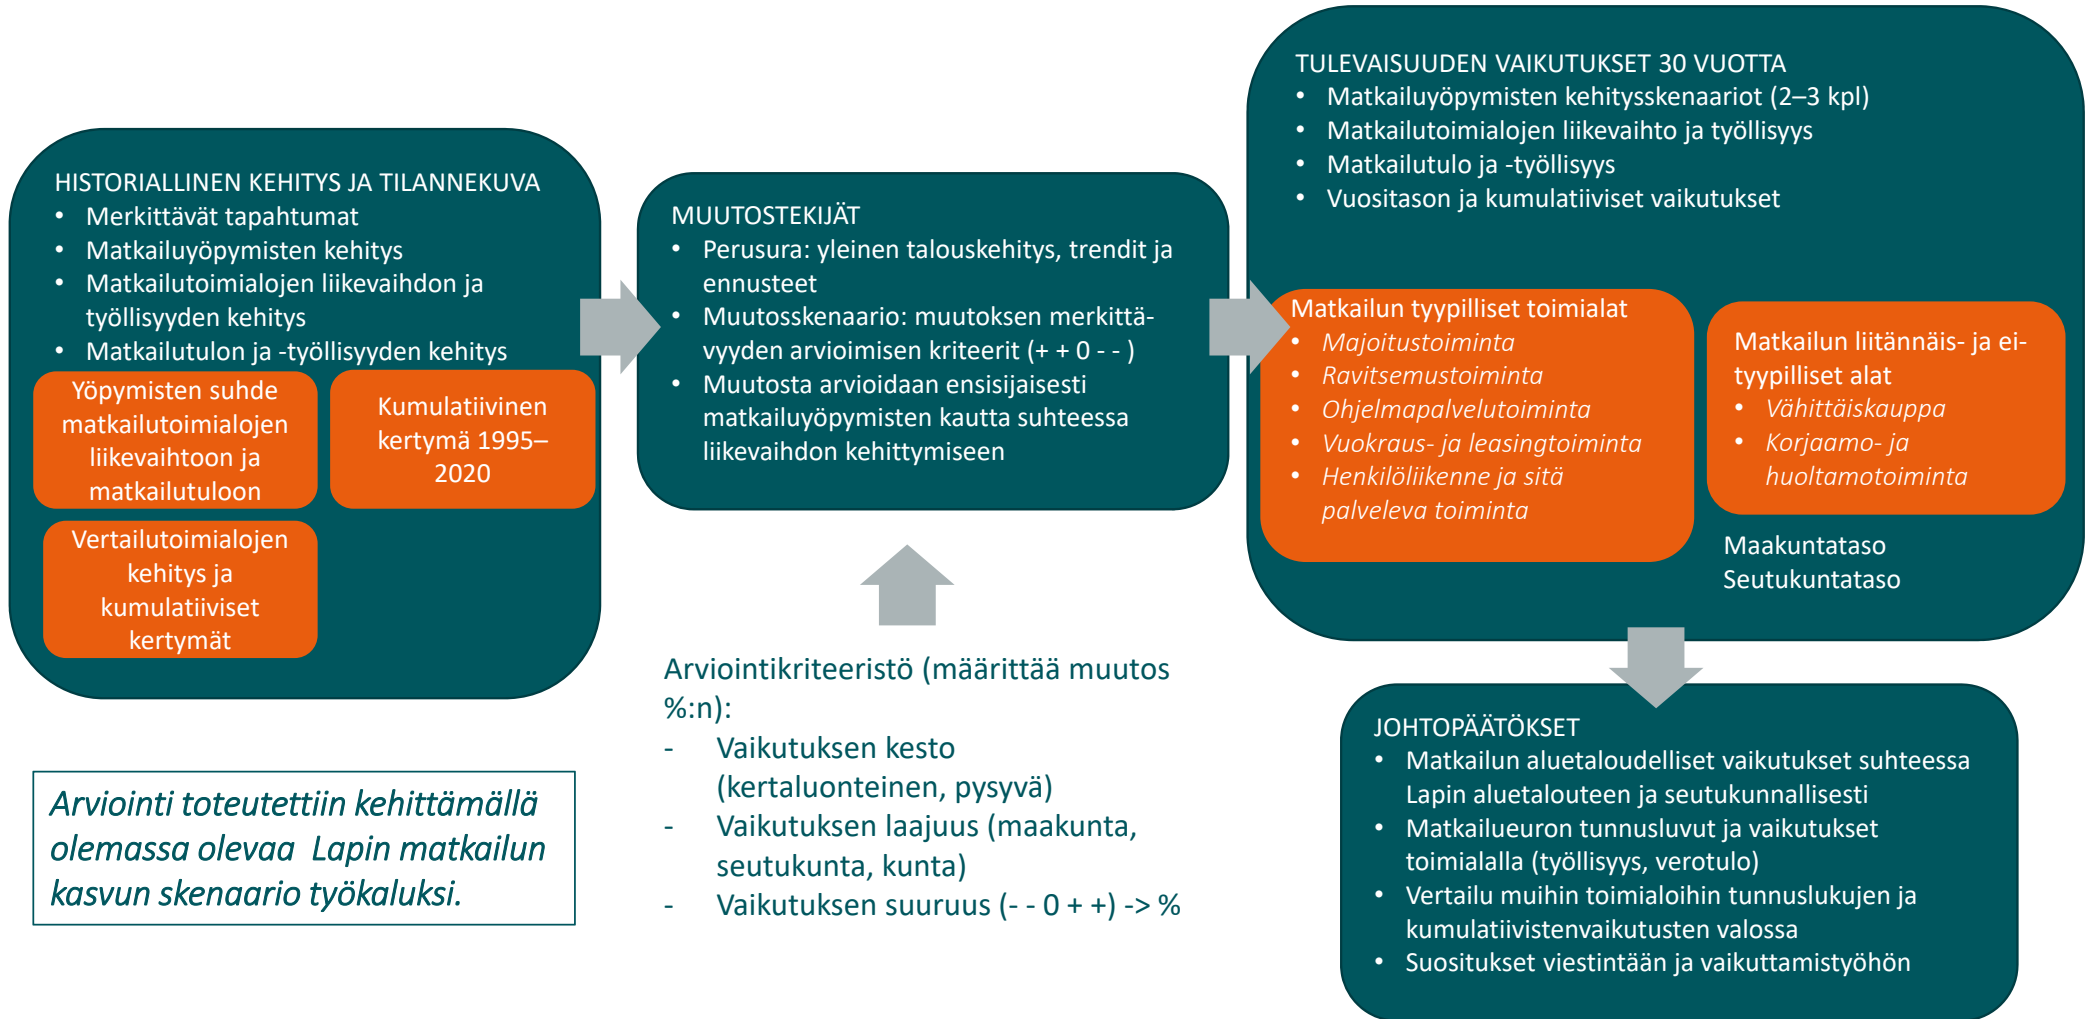 HISTORIALLINEN KEHITYS JA TILANNEKUVA
• Merkittävät tapahtumat
• Matkailuyöpymisten kehitys
• Matkailutoimialojen liikevaihdon ja
työllisyyden kehitys
• Matkailutulon ja -työllisyyden kehitys
Yöpymisten suhde
matkailutoimialojen
liikevaihtoon ja
matkailutuloon
Kumulatiivinen
kertymä 1995–
2020
Vertailutoimialojen
kehitys ja
kumulatiiviset
kertymät
Arviointi toteutettiin kehittämällä
olemassa olevaa  Lapin matkailun
kasvun skenaario työkaluksi.
MUUTOSTEKIJÄT
• Perusura: yleinen talouskehitys, trendit ja
ennusteet
• Muutosskenaario: muutoksen merkittä-
vyyden arvioimisen kriteerit (+ + 0 - - )
• Muutosta arvioidaan ensisijaisesti
matkailuyöpymisten kautta suhteessa
liikevaihdon kehittymiseen
Arviointikriteeristö (määrittää muutos
%:n):
- Vaikutuksen kesto
(kertaluonteinen, pysyvä)
- Vaikutuksen laajuus (maakunta,
seutukunta, kunta)
- Vaikutuksen suuruus (- - 0 + +) -> %
TULEVAISUUDEN VAIKUTUKSET 30 VUOTTA
• Matkailuyöpymisten kehitysskenaariot (2–3 kpl)
• Matkailutoimialojen liikevaihto ja työllisyys
• Matkailutulo ja -työllisyys
• Vuositason ja kumulatiiviset vaikutukset
Matkailun tyypilliset toimialat
• Majoitustoiminta
• Ravitsemustoiminta
• Ohjelmapalvelutoiminta
• Vuokraus- ja leasingtoiminta
• Henkilöliikenne ja sitä
palveleva toiminta
Matkailun liitännäis- ja ei-
tyypilliset alat
• Vähittäiskauppa
• Korjaamo- ja
huoltamotoiminta
Maakuntataso
Seutukuntataso
JOHTOPÄÄTÖKSET
• Matkailun aluetaloudelliset vaikutukset suhteessa
Lapin aluetalouteen ja seutukunnallisesti
• Matkailueuron tunnusluvut ja vaikutukset
toimialalla (työllisyys, verotulo)
• Vertailu muihin toimialoihin tunnuslukujen ja
kumulatiivistenvaikutusten valossa
• Suositukset viestintään ja vaikuttamistyöhön